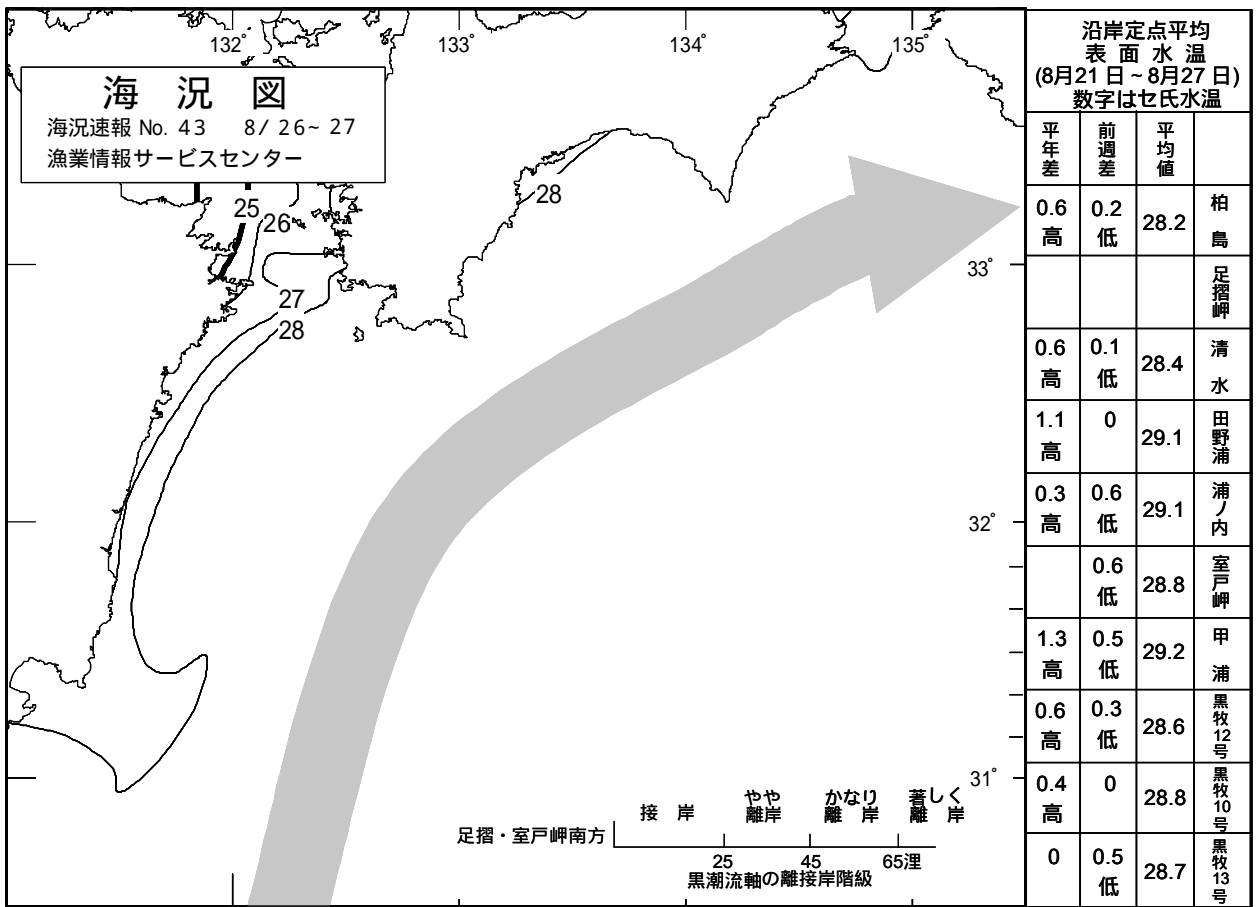 132°
133°
134°
135°
海 況 図
海況速報 No. 43 8/ 26~ 27
漁業情報サービスセンター
25
26
27
28
28
33°
32°
31°
接 岸
やや離岸
かなり離 岸
著しく離 岸
足摺・室戸岬南方
25
45
65浬
黒潮流軸の離接岸階級
沿岸定点平均
表 面 水 温
(8月21 日 ~ 8月27 日)
数字はセ氏水温
平年差 前週差 平均値
0.6高 0.2低 28.2 柏島
足摺岬
0.6高 0.1低 28.4 清水
1.1高 0 29.1 田野浦
0.3高 0.6低 29.1 浦ノ内
0.6低 28.8 室戸岬
1.3高 0.5低 29.2 甲浦
0.6高 0.3低 28.6 黒牧12号
0.4高 0 28.8 黒牧10号
0 0.5低 28.7 黒牧13号